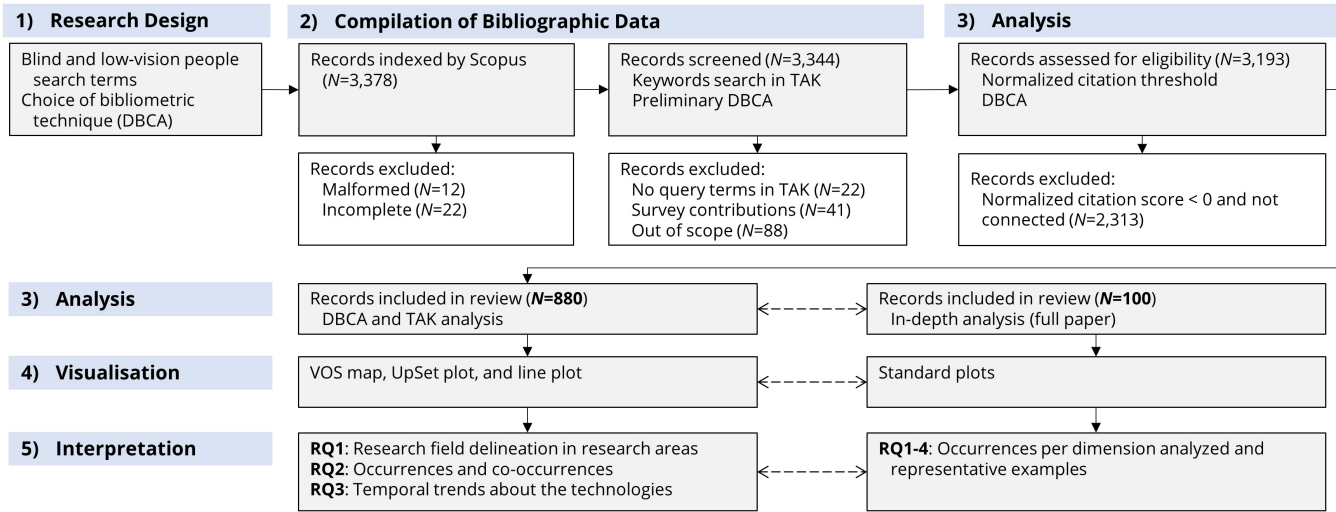 1) Research Design
2) Compilation of Bibliographic Data
3) Analysis
Blind and low-vision people
search terms
Choice of bibliometric
technique (DBCA)
Records indexed by Scopus
(N=3,378)
Records screened (N=3,344)
Keywords search in TAK
Preliminary DBCA
Records assessed for eligibility (N=3,193)
Normalized citation threshold
DBCA
Records excluded:
Malformed (N=12)
Incomplete (N=22)
Records excluded:
No query terms in TAK (N=22)
Survey contributions (N=41)
Out of scope (N=88)
Records excluded:
Normalized citation score < 0 and not
connected (N=2,313)
3) Analysis
Records included in review (N=880)
DBCA and TAK analysis
Records included in review (N=100)
In-depth analysis (full paper)
4) Visualisation
VOS map, UpSet plot, and line plot
Standard plots
5) Interpretation
RQ1: Research field delineation in research areas
RQ2: Occurrences and co-occurrences
RQ3: Temporal trends about the technologies
RQ1-4: Occurrences per dimension analyzed and
representative examples